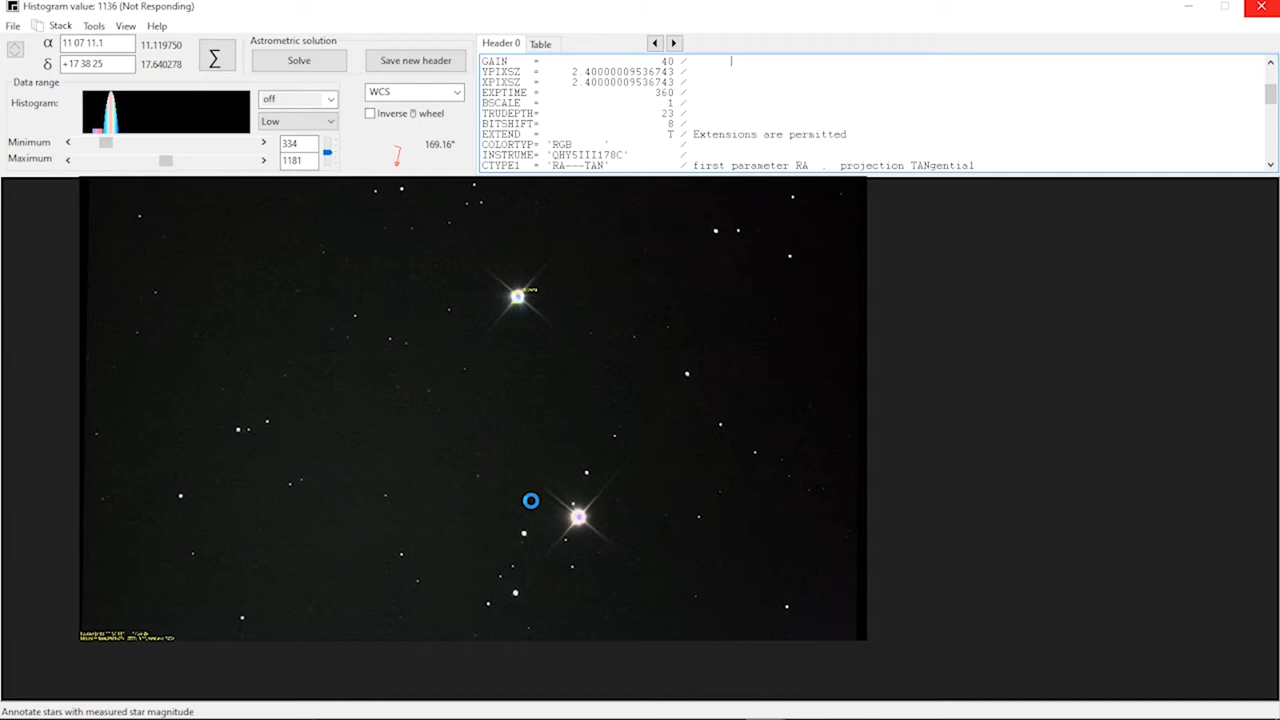 Histogram value: 1136 (Not Responding)
File Stack Tools View Help
α 11 07 11.1 11.119750
δ +17 38 25 17.640278
Σ
Astrometric solution
Solve
Save new header
Data range
Histogram:
off
WCS
Low
Inverse wheel
Minimum < > 334
Maximum < > 1181
169.16"
Header 0 Table
GAIN = 40 /
YPIXSZ = 2.40000009536743 /
XPIXSZ = 2.40000009536743 /
EXPTIME = 360 /
BSCALE = 1 /
TRUDEPTH= 23 /
BITSHIFT= 8 /
EXTEND = T / Extensions are permitted
COLORTYP= 'RGB ' /
INSTRUME= 'QHY5III178C' /
CTYPE1 = 'RA---TAN' / first parameter RA , projection TANgential
Annotate stars with measured star magnitude